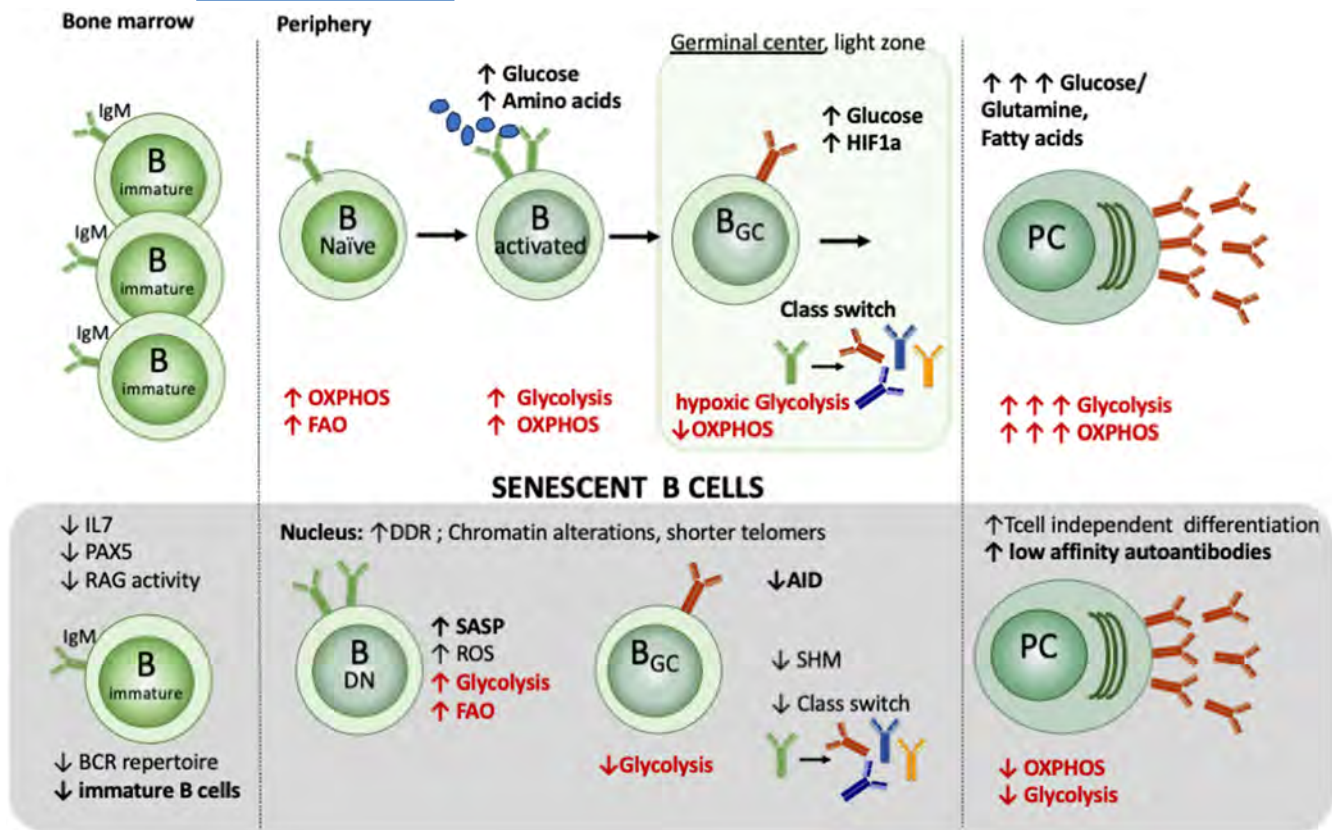 Bone marrow
Periphery
Germinal center, light zone
IgM
B
immature
IgM
B
immature
IgM
B
immature
B
Naïve
↑ Glucose
↑ Amino acids
B
activated
↑ Glucose
↑ HIF1a
BGC
Class switch
↑ ↑ ↑ Glucose/
Glutamine,
Fatty acids
PC
↑ OXPHOS
↑ FAO
↑ Glycolysis
↑ OXPHOS
hypoxic Glycolysis
↓OXPHOS
↑ ↑ ↑ Glycolysis
↑ ↑ ↑ OXPHOS
SENESCENT B CELLS
↓ IL7
↓ PAX5
↓ RAG activity
IgM
B
immature
↓ BCR repertoire
↓ immature B cells
Nucleus: ↑DDR ; Chromatin alterations, shorter telomers
B
DN
↑ SASP
↑ ROS
↑ Glycolysis
↑ FAO
BGC
↓Glycolysis
↓AID
↓ SHM
↓ Class switch
↑Tcell independent differentiation
↑ low affinity autoantibodies
PC
↓ OXPHOS
↓ Glycolysis